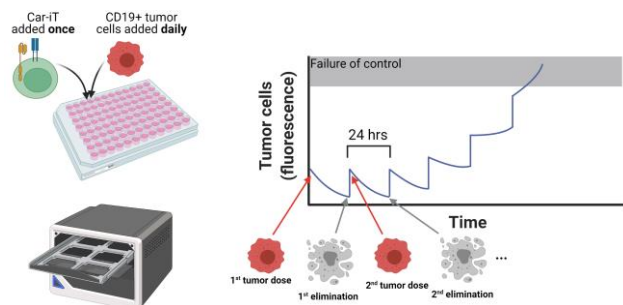 Car-iT
added once
CD19+ tumor
cells added daily
Failure of control
24 hrs
Tumor cells
(fluorescence)
Time
1st tumor dose
1st elimination
2nd tumor dose
2nd elimination
...